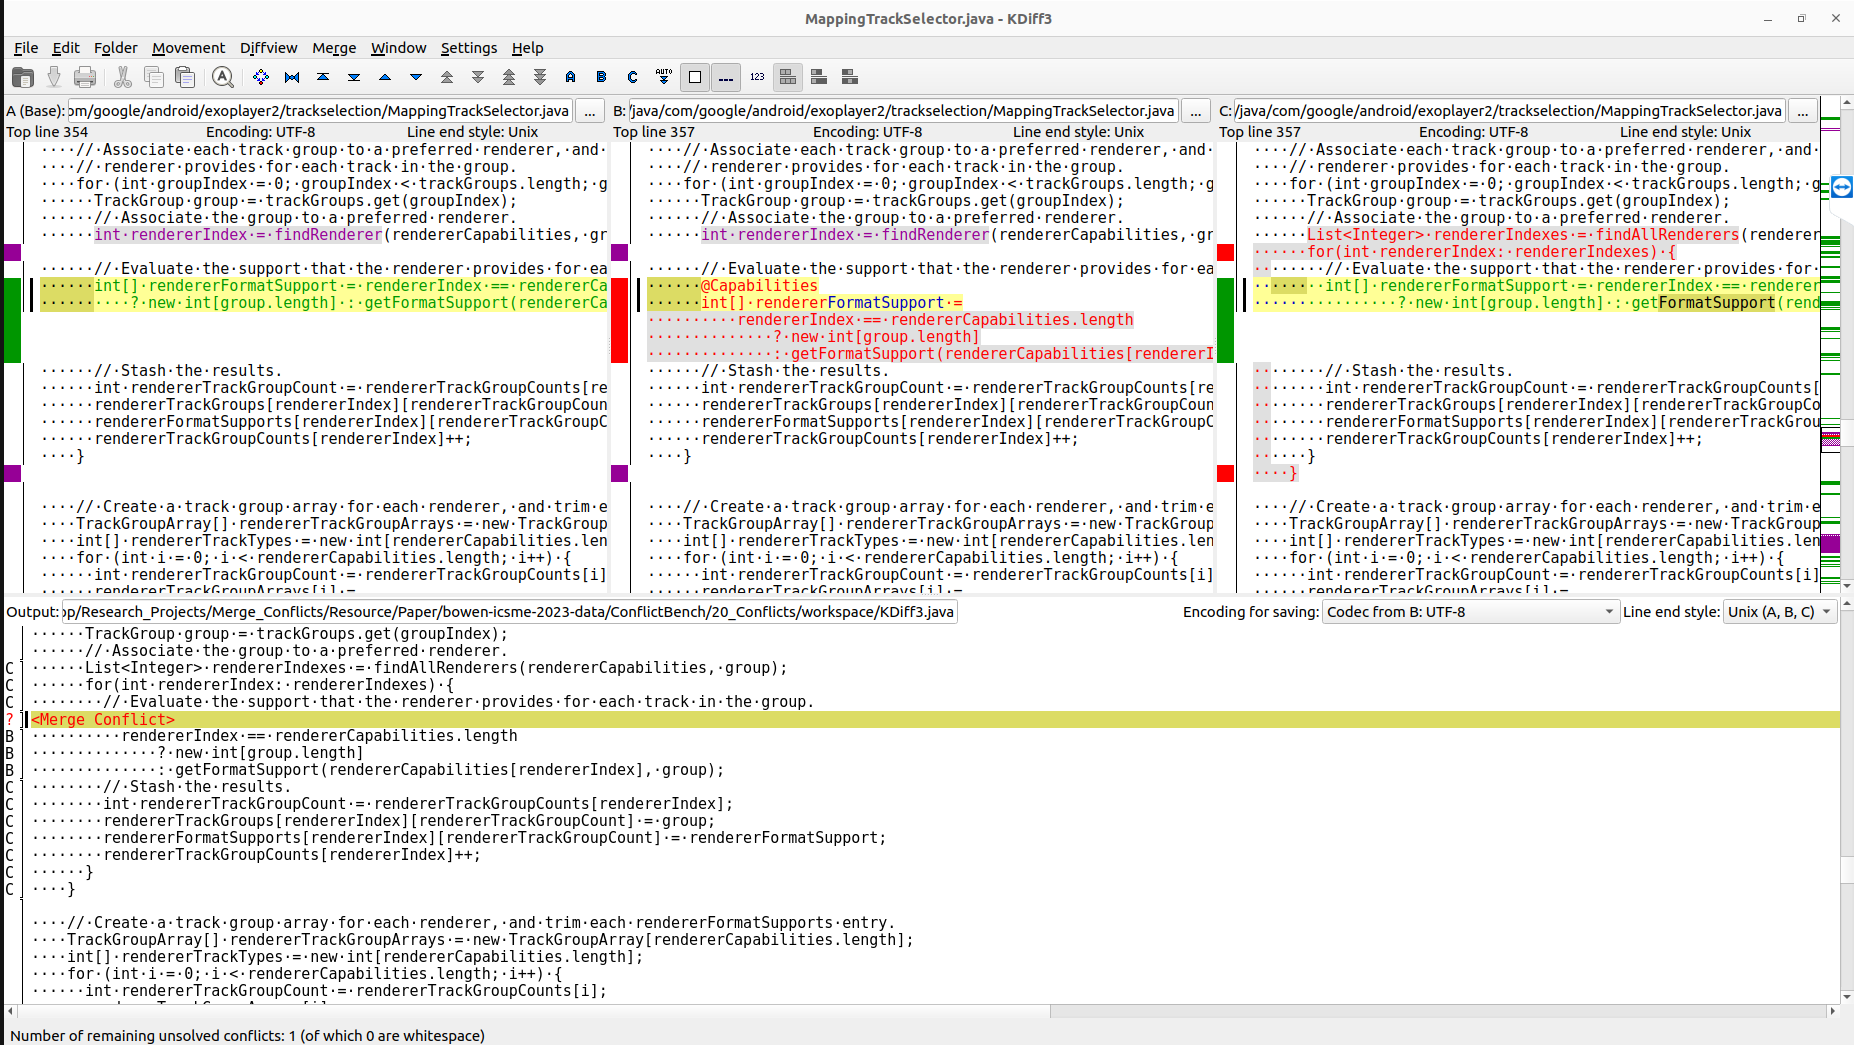 MappingTrackSelector.java - KDiff3
File Edit Folder Movement Diffview Merge Window Settings Help
A B C AUTO 123
A (Base): om/google/android/exoplayer2/trackselection/MappingTrackSelector.java ...
Top line 354 Encoding: UTF-8 Line end style: Unix
····//·Associate·each·track·group·to·a·preferred·renderer,·and·
····//·renderer·provides·for·each·track·in·the·group.
····for·(int·groupIndex·=·0;·groupIndex·<·trackGroups.length;·g
······TrackGroup·group·=·trackGroups.get(groupIndex);
······//·Associate·the·group·to·a·preferred·renderer.
······int·rendererIndex·=·findRenderer(rendererCapabilities,·gr
······//·Evaluate·the·support·that·the·renderer·provides·for·ea
······int[]·rendererFormatSupport·=·rendererIndex·==·rendererCa
··········?·new·int[group.length]·:·getFormatSupport(rendererCa
······//·Stash·the·results.
······int·rendererTrackGroupCount·=·rendererTrackGroupCounts[re
······rendererTrackGroups[rendererIndex][rendererTrackGroupCoun
······rendererFormatSupports[rendererIndex][rendererTrackGroupC
······rendererTrackGroupCounts[rendererIndex]++;
····}
····//·Create·a·track·group·array·for·each·renderer,·and·trim·e
····TrackGroupArray[]·rendererTrackGroupArrays·=·new·TrackGroup
····int[]·rendererTrackTypes·=·new·int[rendererCapabilities.len
····for·(int·i·=·0;·i·<·rendererCapabilities.length;·i++)·{
······int·rendererTrackGroupCount·=·rendererTrackGroupCounts[i]
······rendererTrackGroupArrays[i]·=
B: /java/com/google/android/exoplayer2/trackselection/MappingTrackSelector.java ...
Top line 357 Encoding: UTF-8 Line end style: Unix
····//·Associate·each·track·group·to·a·preferred·renderer,·and·
····//·renderer·provides·for·each·track·in·the·group.
····for·(int·groupIndex·=·0;·groupIndex·<·trackGroups.length;·g
······TrackGroup·group·=·trackGroups.get(groupIndex);
······//·Associate·the·group·to·a·preferred·renderer.
······int·rendererIndex·=·findRenderer(rendererCapabilities,·gr
······//·Evaluate·the·support·that·the·renderer·provides·for·ea
······@Capabilities
······int[]·rendererFormatSupport·=
··········rendererIndex·==·rendererCapabilities.length
··············?·new·int[group.length]
··············:·getFormatSupport(rendererCapabilities[rendererI
······//·Stash·the·results.
······int·rendererTrackGroupCount·=·rendererTrackGroupCounts[re
······rendererTrackGroups[rendererIndex][rendererTrackGroupCoun
······rendererFormatSupports[rendererIndex][rendererTrackGroupC
······rendererTrackGroupCounts[rendererIndex]++;
····}
····//·Create·a·track·group·array·for·each·renderer,·and·trim·e
····TrackGroupArray[]·rendererTrackGroupArrays·=·new·TrackGroup
····int[]·rendererTrackTypes·=·new·int[rendererCapabilities.len
····for·(int·i·=·0;·i·<·rendererCapabilities.length;·i++)·{
······int·rendererTrackGroupCount·=·rendererTrackGroupCounts[i]
······rendererTrackGroupArrays[i]·=
C: /java/com/google/android/exoplayer2/trackselection/MappingTrackSelector.java ...
Top line 357 Encoding: UTF-8 Line end style: Unix
····//·Associate·each·track·group·to·a·preferred·renderer,·and·
····//·renderer·provides·for·each·track·in·the·group.
····for·(int·groupIndex·=·0;·groupIndex·<·trackGroups.length;·g
······TrackGroup·group·=·trackGroups.get(groupIndex);
······//·Associate·the·group·to·a·preferred·renderer.
······List<Integer>·rendererIndexes·=·findAllRenderers(renderer
······for(int·rendererIndex:·rendererIndexes)·{
········//·Evaluate·the·support·that·the·renderer·provides·for·
········int[]·rendererFormatSupport·=·rendererIndex·==·renderer
················?·new·int[group.length]·:·getFormatSupport(rend
········//·Stash·the·results.
········int·rendererTrackGroupCount·=·rendererTrackGroupCounts[
········rendererTrackGroups[rendererIndex][rendererTrackGroupCo
········rendererFormatSupports[rendererIndex][rendererTrackGrou
········rendererTrackGroupCounts[rendererIndex]++;
······}
····}
····//·Create·a·track·group·array·for·each·renderer,·and·trim·e
····TrackGroupArray[]·rendererTrackGroupArrays·=·new·TrackGroup
····int[]·rendererTrackTypes·=·new·int[rendererCapabilities.len
····for·(int·i·=·0;·i·<·rendererCapabilities.length;·i++)·{
······int·rendererTrackGroupCount·=·rendererTrackGroupCounts[i]
······rendererTrackGroupArrays[i]·=
Output: op/Research_Projects/Merge_Conflicts/Resource/Paper/bowen-icsme-2023-data/ConflictBench/20_Conflicts/workspace/KDiff3.java Encoding for saving: Codec from B: UTF-8 Line end style: Unix (A, B, C)
······TrackGroup·group·=·trackGroups.get(groupIndex);
······//·Associate·the·group·to·a·preferred·renderer.
C ······List<Integer>·rendererIndexes·=·findAllRenderers(rendererCapabilities,·group);
C ······for(int·rendererIndex:·rendererIndexes)·{
C ········//·Evaluate·the·support·that·the·renderer·provides·for·each·track·in·the·group.
? <Merge Conflict>
B ··········rendererIndex·==·rendererCapabilities.length
B ··············?·new·int[group.length]
B ··············:·getFormatSupport(rendererCapabilities[rendererIndex],·group);
C ········//·Stash·the·results.
C ········int·rendererTrackGroupCount·=·rendererTrackGroupCounts[rendererIndex];
C ········rendererTrackGroups[rendererIndex][rendererTrackGroupCount]·=·group;
C ········rendererFormatSupports[rendererIndex][rendererTrackGroupCount]·=·rendererFormatSupport;
C ········rendererTrackGroupCounts[rendererIndex]++;
C ······}
C ····}
····//·Create·a·track·group·array·for·each·renderer,·and·trim·each·rendererFormatSupports·entry.
····TrackGroupArray[]·rendererTrackGroupArrays·=·new·TrackGroupArray[rendererCapabilities.length];
····int[]·rendererTrackTypes·=·new·int[rendererCapabilities.length];
····for·(int·i·=·0;·i·<·rendererCapabilities.length;·i++)·{
······int·rendererTrackGroupCount·=·rendererTrackGroupCounts[i];
Number of remaining unsolved conflicts: 1 (of which 0 are whitespace)